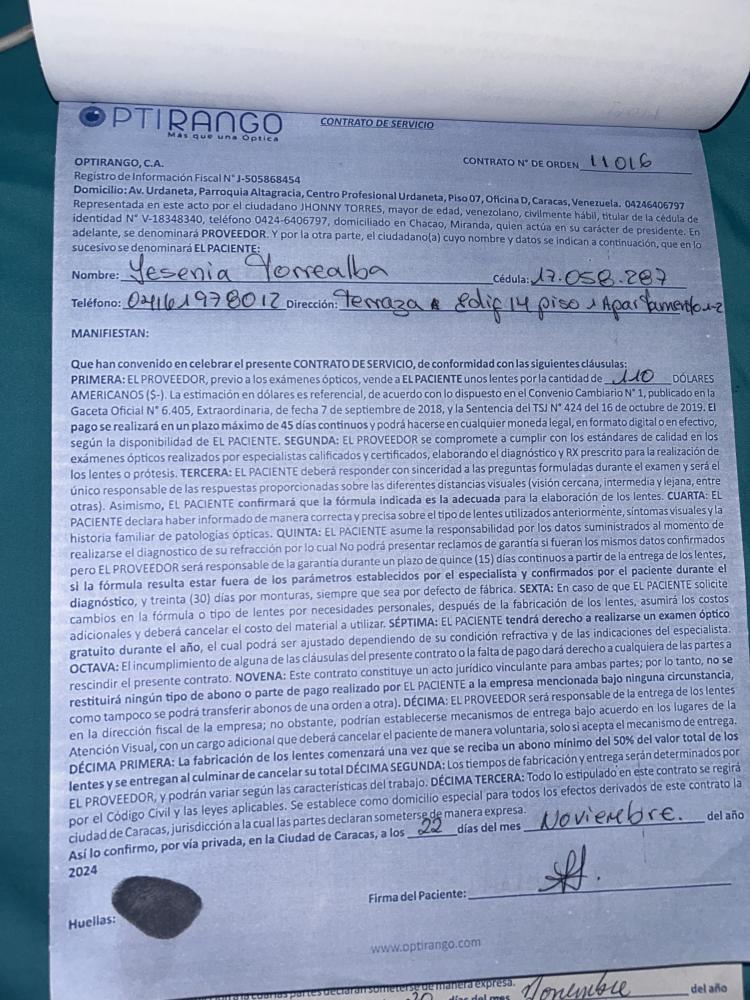 OPTIRANGO
Más que una Óptica
CONTRATO DE SERVICIO
OPTIRANGO, C.A.
CONTRATO N° DE ORDEN 11016
Registro de Información Fiscal N° J-505868454
Domicilio: Av. Urdaneta, Parroquia Altagracia, Centro Profesional Urdaneta, Piso 07, Oficina D, Caracas, Venezuela. 04246406797
Representada en este acto por el ciudadano JHONNY TORRES, mayor de edad, venezolano, civilmente hábil, titular de la cédula de
identidad N° V-18348340, teléfono 0424-6406797, domiciliado en Chacao, Miranda, quien actúa en su carácter de presidente. En
adelante, se denominará PROVEEDOR. Y por la otra parte, el ciudadano(a) cuyo nombre y datos se indican a continuación, que en lo
sucesivo se denominará EL PACIENTE:
Nombre: Yesenia Torrealba Cédula: 17.058.287
Teléfono: 04161978012 Dirección: terraza Edif 14 piso 1 Apartamento 1-2
MANIFIESTAN:
Que han convenido en celebrar el presente CONTRATO DE SERVICIO, de conformidad con las siguientes cláusulas:
PRIMERA: EL PROVEEDOR, previo a los exámenes ópticos, vende a EL PACIENTE unos lentes por la cantidad de 110 DÓLARES
AMERICANOS ($-). La estimación en dólares es referencial, de acuerdo con lo dispuesto en el Convenio Cambiario N° 1, publicado en la
Gaceta Oficial N° 6.405, Extraordinaria, de fecha 7 de septiembre de 2018, y la Sentencia del TSJ N° 424 del 16 de octubre de 2019. El
pago se realizará en un plazo máximo de 45 días continuos y podrá hacerse en cualquier moneda legal, en formato digital o en efectivo,
según la disponibilidad de EL PACIENTE. SEGUNDA: EL PROVEEDOR se compromete a cumplir con los estándares de calidad en los
exámenes ópticos realizados por especialistas calificados y certificados, elaborando el diagnóstico y RX prescrito para la realización de
los lentes o prótesis. TERCERA: EL PACIENTE deberá responder con sinceridad a las preguntas formuladas durante el examen y será el
único responsable de las respuestas proporcionadas sobre las diferentes distancias visuales (visión cercana, intermedia y lejana, entre
otras). Asimismo, EL PACIENTE confirmará que la fórmula indicada es la adecuada para la elaboración de los lentes. CUARTA: EL
PACIENTE declara haber informado de manera correcta y precisa sobre el tipo de lentes utilizados anteriormente, síntomas visuales y la
historia familiar de patologías ópticas. QUINTA: EL PACIENTE asume la responsabilidad por los datos suministrados al momento de
realizarse el diagnostico de su refracción por lo cual No podrá presentar reclamos de garantía si fueran los mismos datos confirmados
pero EL PROVEEDOR será responsable de la garantía durante un plazo de quince (15) días continuos a partir de la entrega de los lentes,
si la fórmula resulta estar fuera de los parámetros establecidos por el especialista y confirmados por el paciente durante el
diagnóstico, y treinta (30) días por monturas, siempre que sea por defecto de fábrica. SEXTA: En caso de que EL PACIENTE solicite
cambios en la fórmula o tipo de lentes por necesidades personales, después de la fabricación de los lentes, asumirá los costos
adicionales y deberá cancelar el costo del material a utilizar. SÉPTIMA: EL PACIENTE tendrá derecho a realizarse un examen óptico
gratuito durante el año, el cual podrá ser ajustado dependiendo de su condición refractiva y de las indicaciones del especialista.
OCTAVA: El incumplimiento de alguna de las cláusulas del presente contrato o la falta de pago dará derecho a cualquiera de las partes a
rescindir el presente contrato. NOVENA: Este contrato constituye un acto jurídico vinculante para ambas partes; por lo tanto, no se
restituirá ningún tipo de abono o parte de pago realizado por EL PACIENTE a la empresa mencionada bajo ninguna circunstancia,
como tampoco se podrá transferir abonos de una orden a otra). DÉCIMA: EL PROVEEDOR será responsable de la entrega de los lentes
en la dirección fiscal de la empresa; no obstante, podrían establecerse mecanismos de entrega bajo acuerdo en los lugares de la
Atención Visual, con un cargo adicional que deberá cancelar el paciente de manera voluntaria, solo si acepta el mecanismo de entrega.
DÉCIMA PRIMERA: La fabricación de los lentes comenzará una vez que se reciba un abono mínimo del 50% del valor total de los
lentes y se entregan al culminar de cancelar su total DÉCIMA SEGUNDA: Los tiempos de fabricación y entrega serán determinados por
EL PROVEEDOR, y podrán variar según las características del trabajo. DÉCIMA TERCERA: Todo lo estipulado en este contrato se regirá
por el Código Civil y las leyes aplicables. Se establece como domicilio especial para todos los efectos derivados de este contrato la
ciudad de Caracas, jurisdicción a la cual las partes declaran someterse de manera expresa.
Así lo confirmo, por vía privada, en la Ciudad de Caracas, a los 22 días del mes Noviembre. del año
2024
Firma del Paciente:
Huellas:
www.optirango.com
partes declaran someterse de manera expresa.
días del mes Noviembre del año